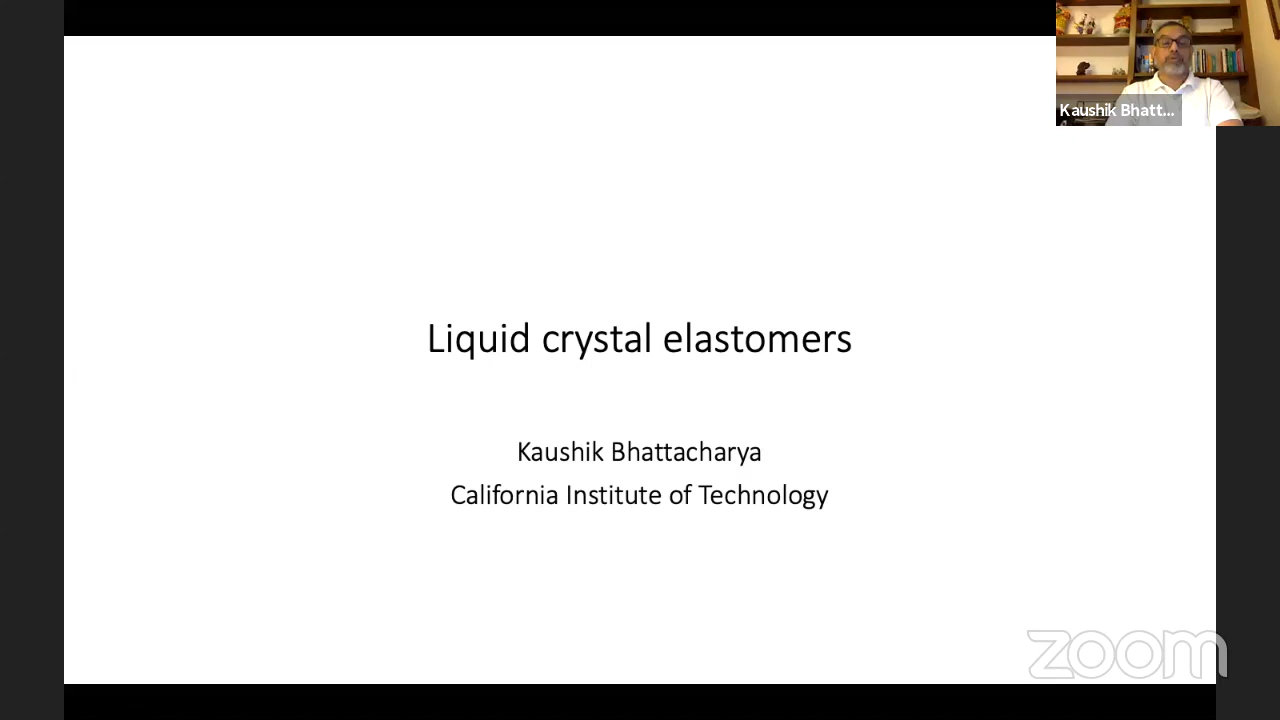 Kaushik Bhatt...
Liquid crystal elastomers
Kaushik Bhattacharya
California Institute of Technology
zoom